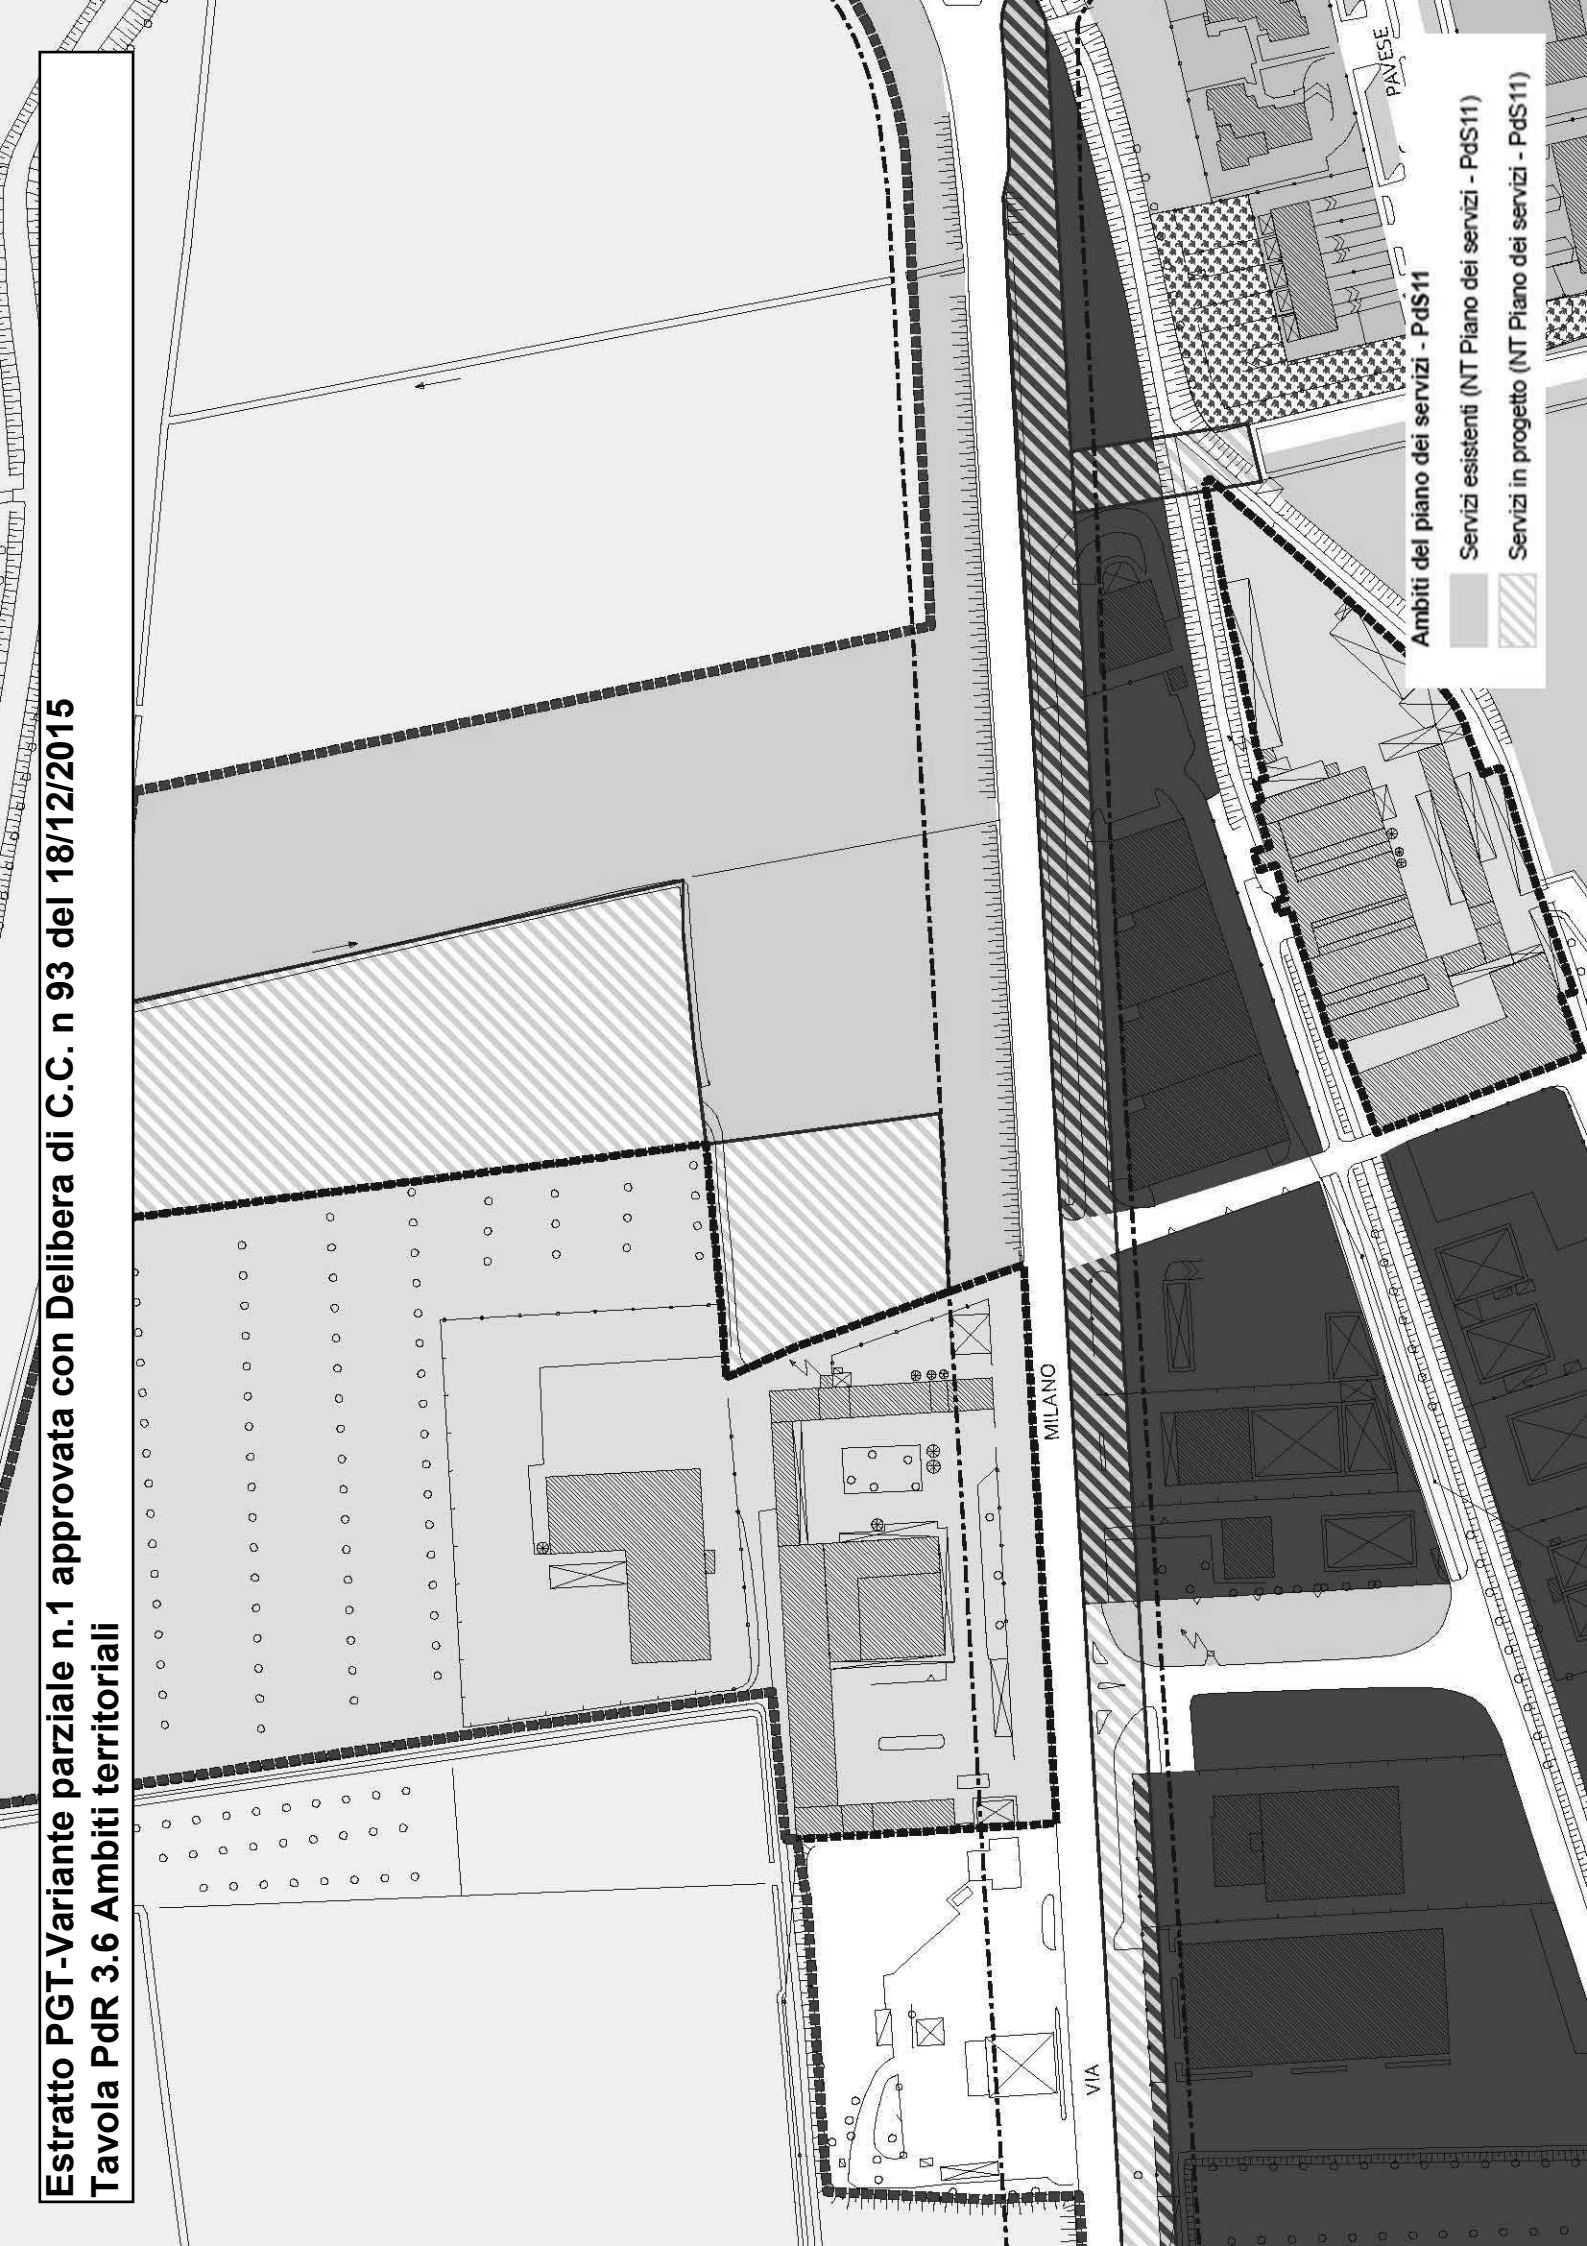 Estratto PGT-Variante parziale n.1 approvata con Delibera di C.C. n 93 del 18/12/2015
Tavola PdR 3.6 Ambiti territoriali
VIA
MILANO
PAVESE
Ambiti del piano dei servizi - PdS11
Servizi esistenti (NT Piano dei servizi - PdS11)
Servizi in progetto (NT Piano dei servizi - PdS11)